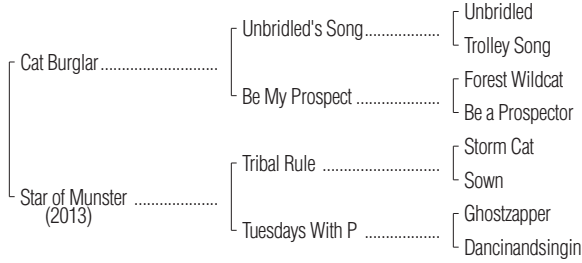 Unbridled
Unbridled's Song
Trolley Song
Cat Burglar
Forest Wildcat
Be My Prospect
Be a Prospector
Storm Cat
Tribal Rule
Sown
Star of Munster
(2013)
Ghostzapper
Tuesdays With P
Dancinandsingin